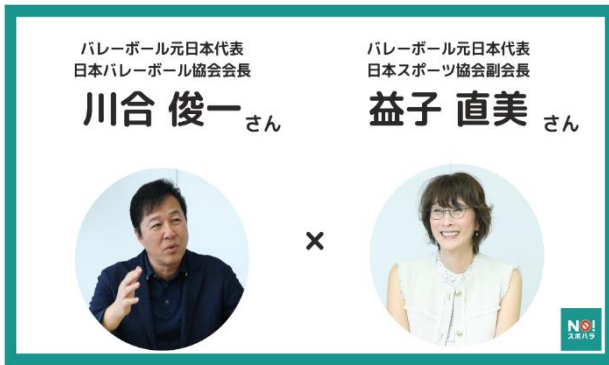 バレーボール元日本代表
日本バレーボール協会会長
川合 俊一さん
バレーボール元日本代表
日本スポーツ協会副会長
益子 直美 さん
×
NO!
スポハラ